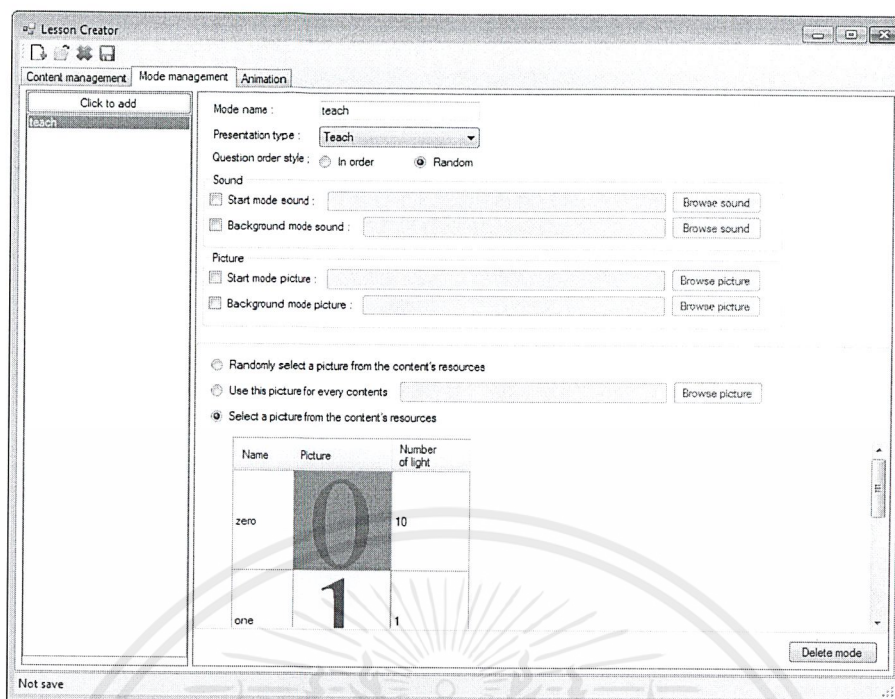 Lesson Creator
Content management Mode management Animation
Click to add
teach
Mode name : teach
Presentation type : Teach
Question order style : In order Random
Sound
Start mode sound : Browse sound
Background mode sound : Browse sound
Picture
Start mode picture : Browse picture
Background mode picture : Browse picture
Randomly select a picture from the content's resources
Use this picture for every contents Browse picture
Select a picture from the content's resources
Name Picture Number of light
zero 0 10
one 1 1
Delete mode
Not save